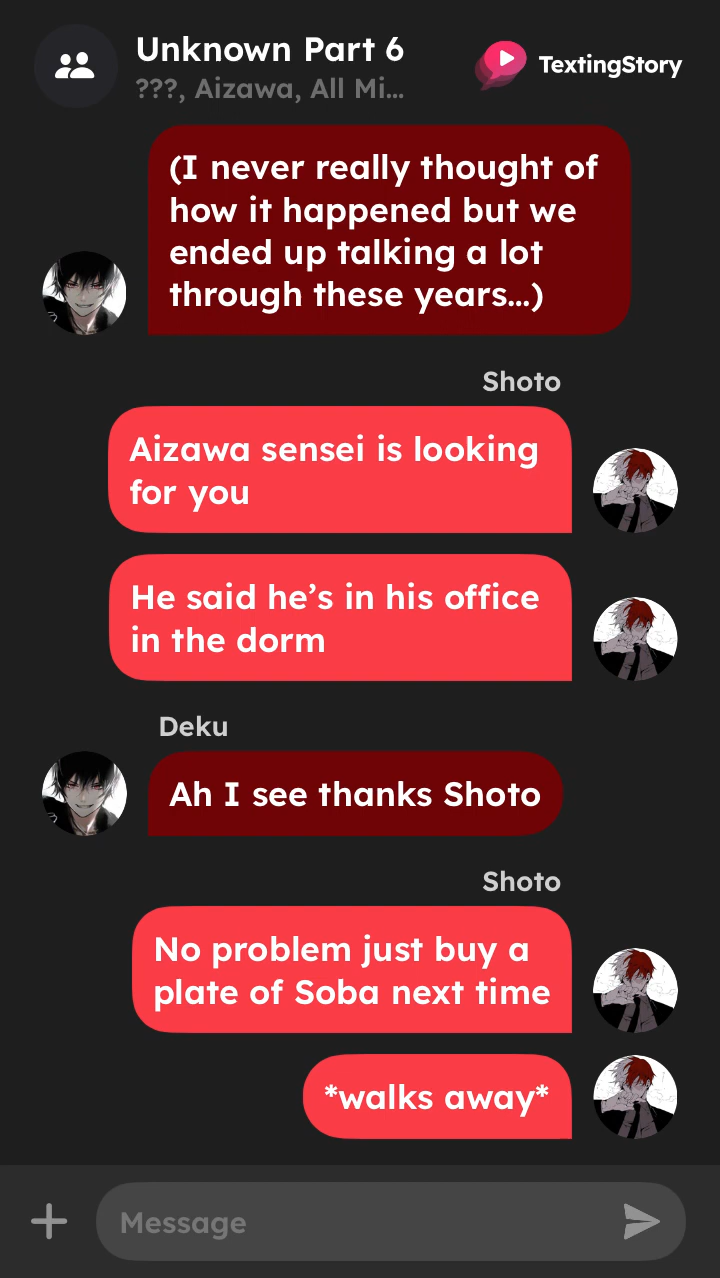 Unknown Part 6
???, Aizawa, All Mi...
TextingStory
(I never really thought of
how it happened but we
ended up talking a lot
through these years...)
Shoto
Aizawa sensei is looking
for you
He said he’s in his office
in the dorm
Deku
Ah I see thanks Shoto
Shoto
No problem just buy a
plate of Soba next time
*walks away*
Message